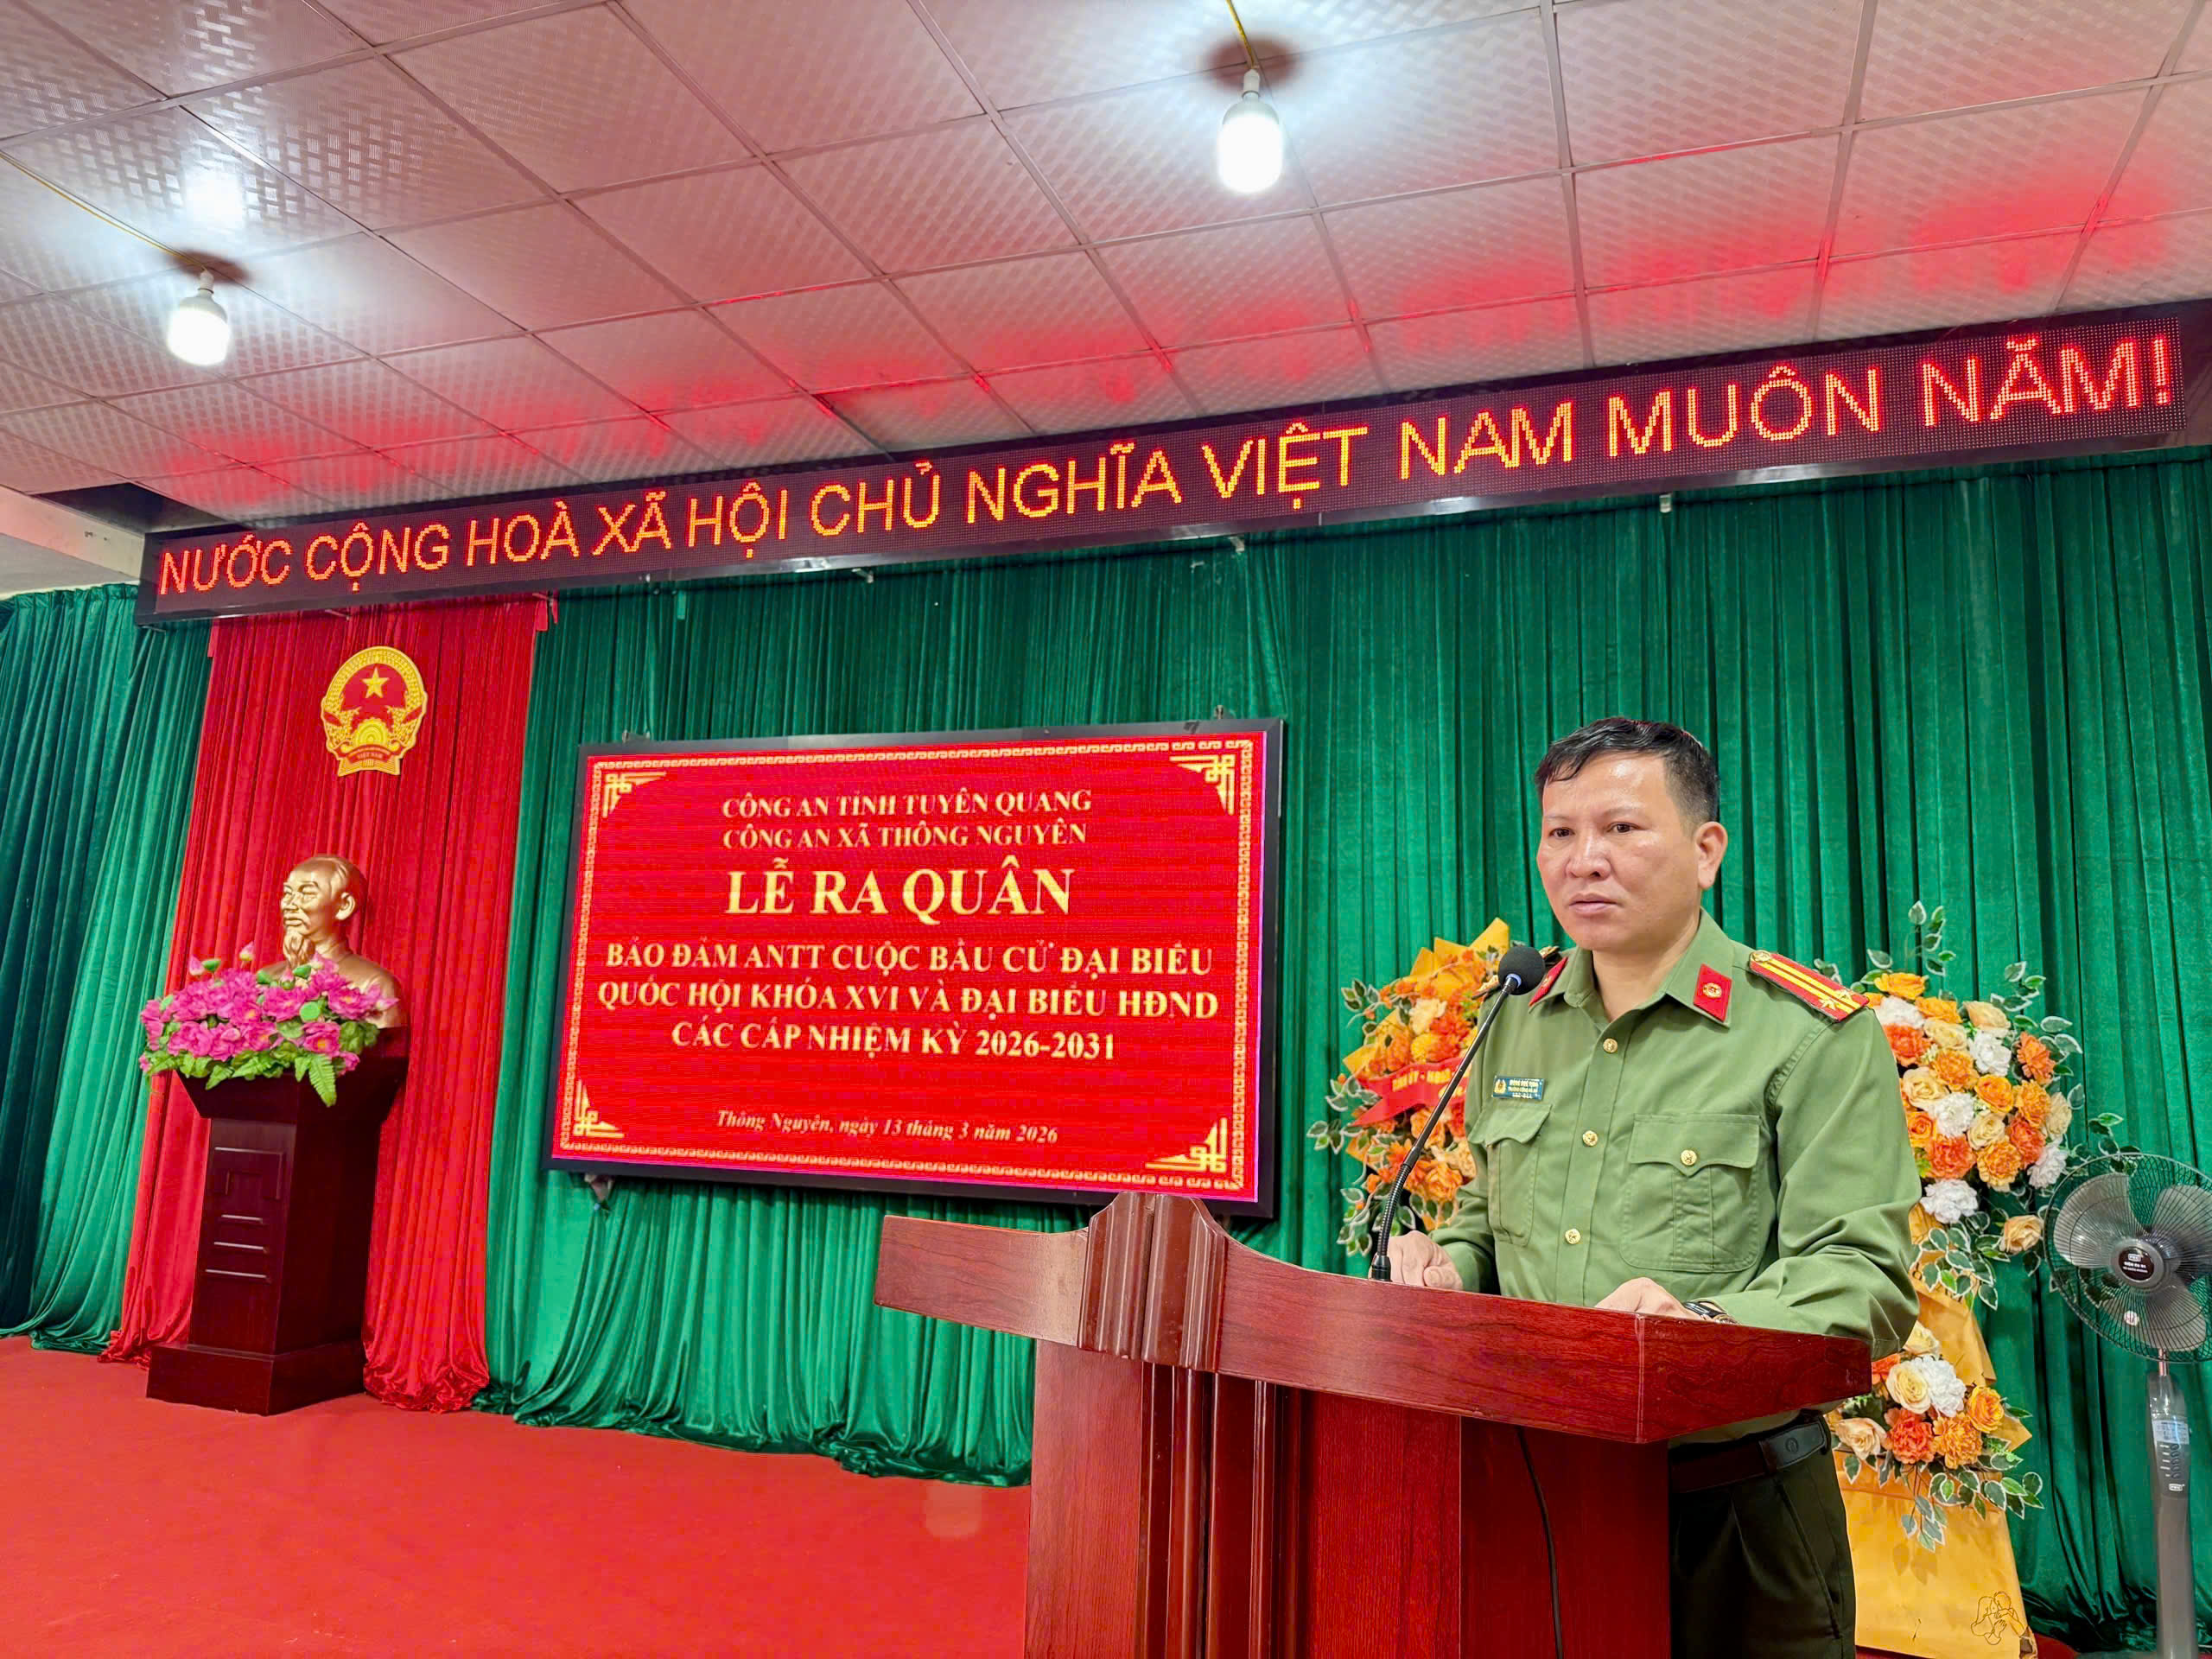 NƯỚC CỘNG HOÀ XÃ HỘI CHỦ NGHĨA VIỆT NAM MUÔN NĂM!
VIỆT NAM
CÔNG AN TỈNH TUYÊN QUANG
CÔNG AN XÃ THÔNG NGUYÊN
LỄ RA QUÂN
BẢO ĐẢM ANTT CUỘC BẦU CỬ ĐẠI BIỂU
QUỐC HỘI KHÓA XVI VÀ ĐẠI BIỂU HĐND
CÁC CẤP NHIỆM KỲ 2026-2031
Thông Nguyên, ngày 13 tháng 3 năm 2026